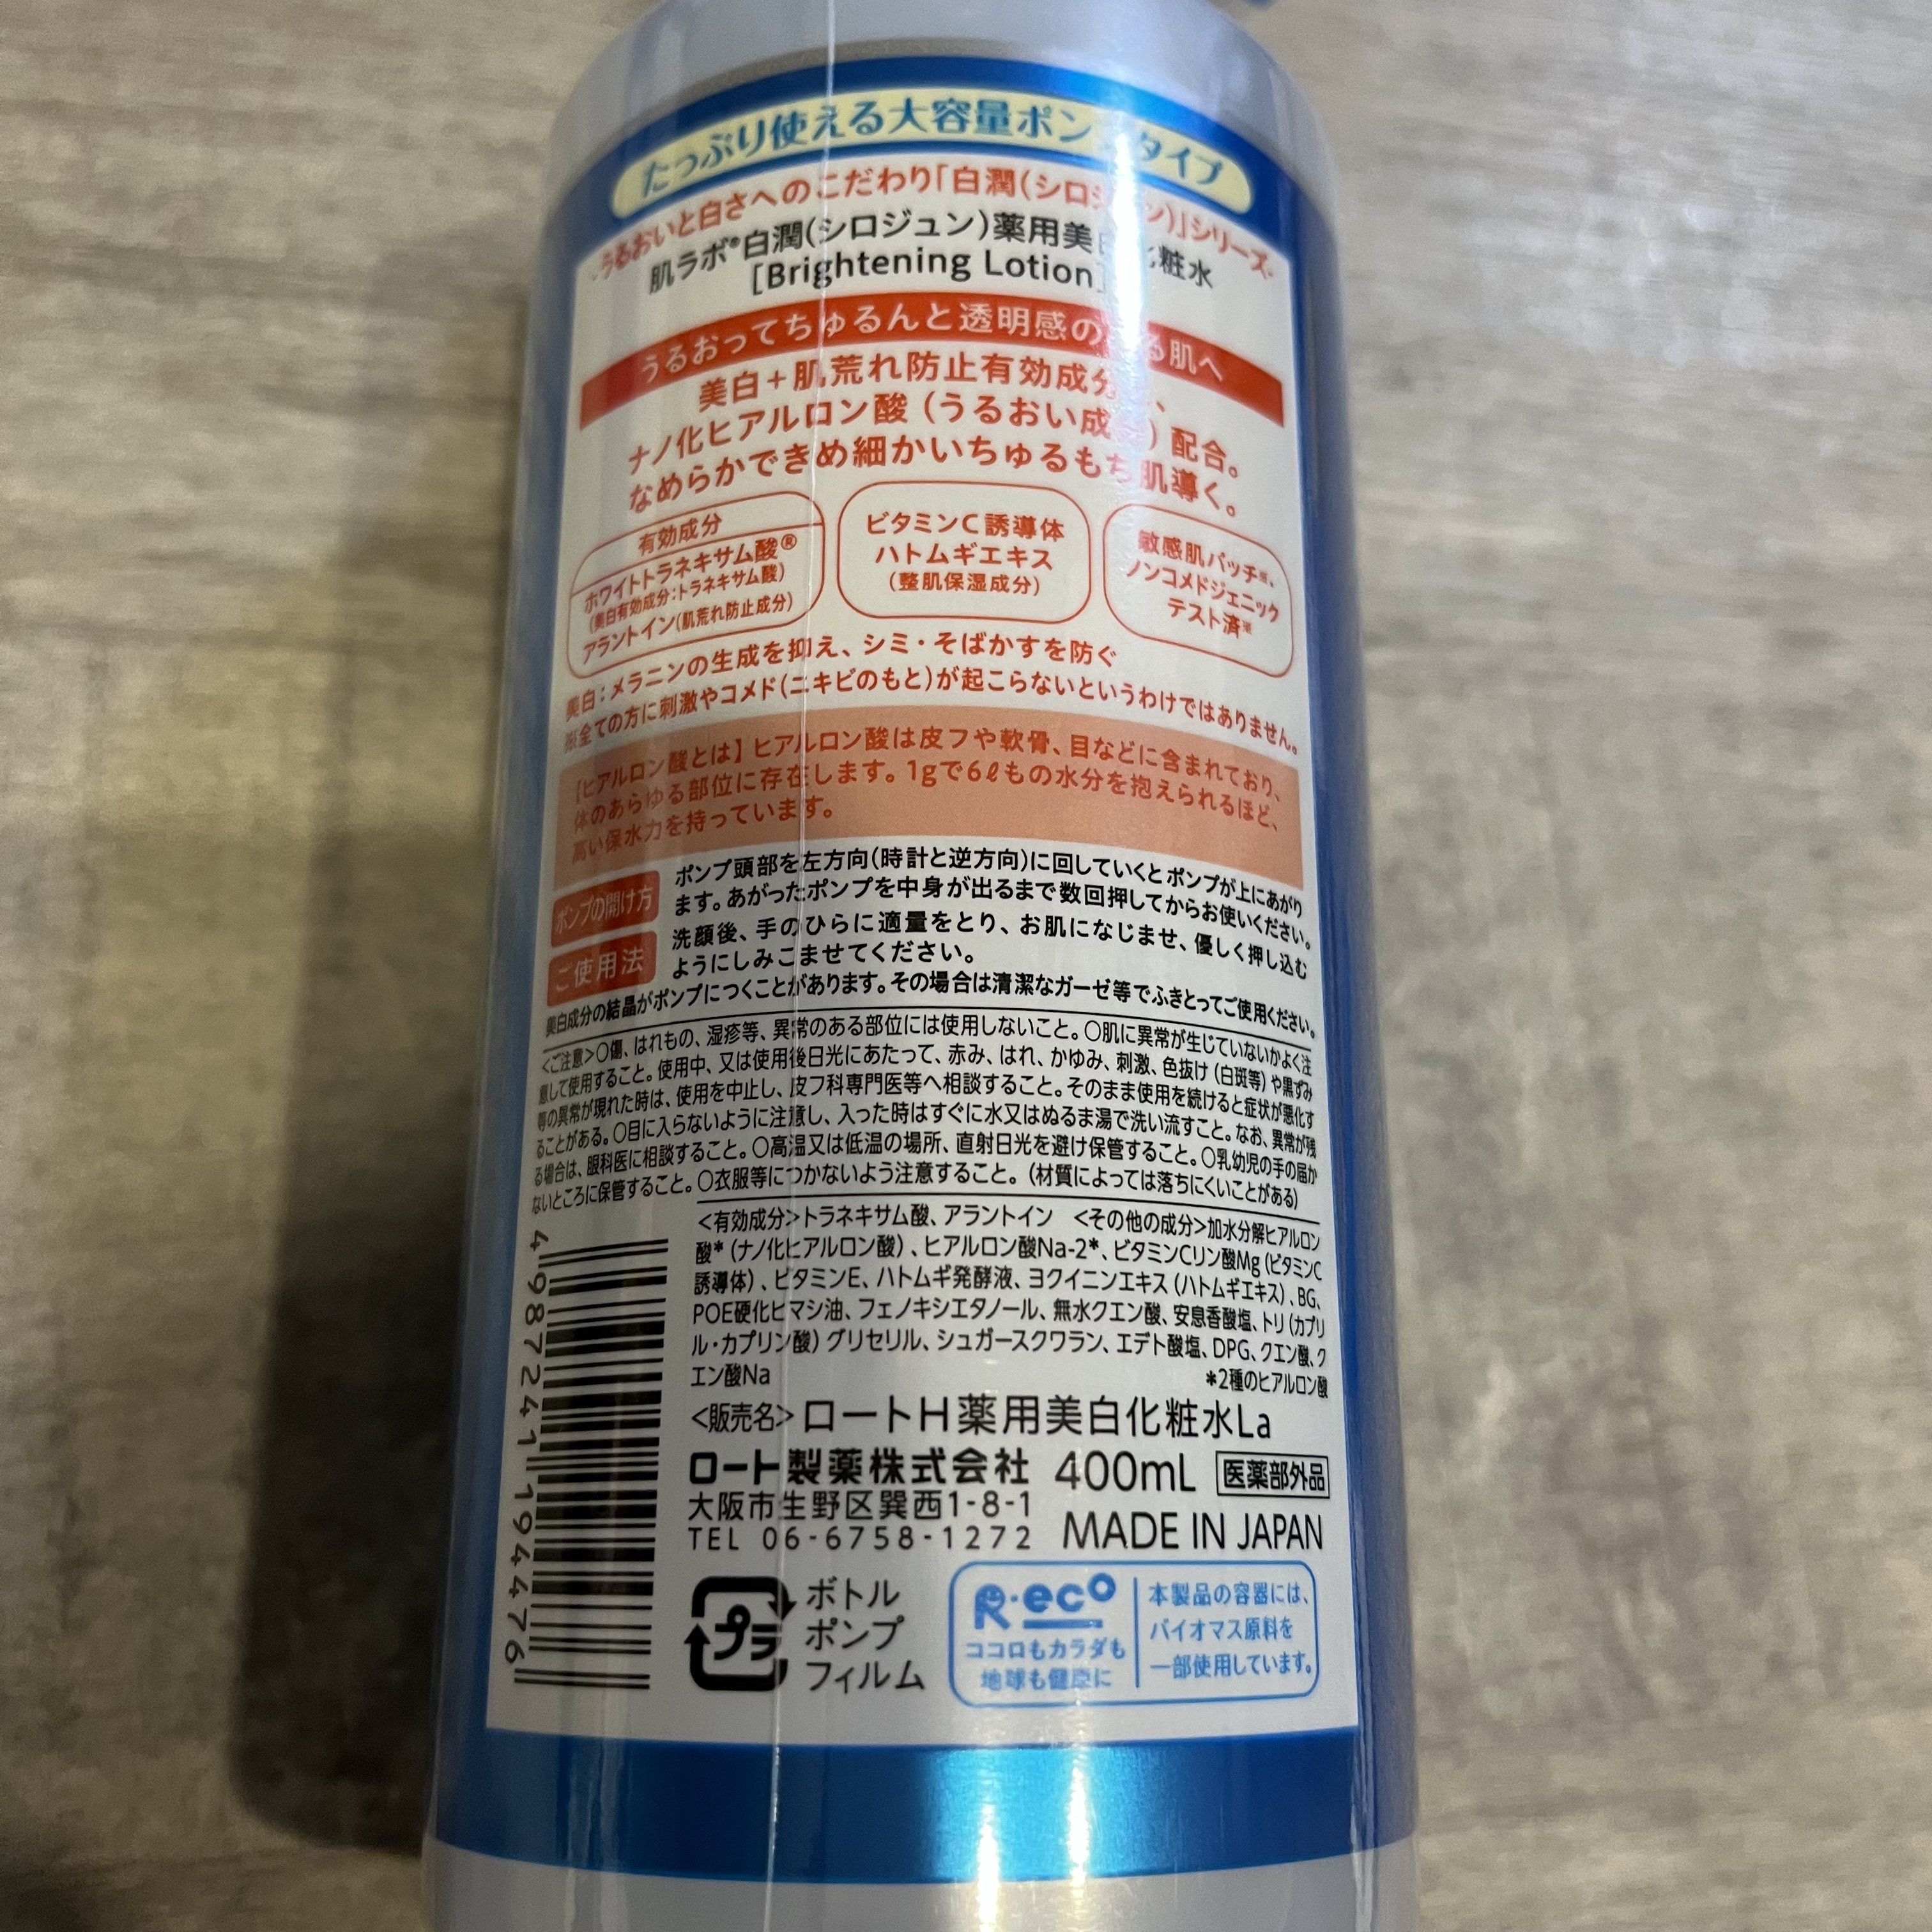 たっぷり使える大容量ポンタイプ
うるおいと白さへのこだわり「白潤(シロジュン)」シリーズ
肌ラボ®白潤(シロジュン)薬用美白化粧水
[Brightening Lotion]
うるおってちゅるんと透明感のある肌へ
美白+肌荒れ防止有効成分、
ナノ化ヒアルロン酸(うるおい成分)配合。
なめらかできめ細かいちゅるもち肌導く。
有効成分
ホワイトトラネキサム酸®
(美白有効成分:トラネキサム酸)
アラントイン(肌荒れ防止成分)
ビタミンC誘導体
ハトムギエキス
(整肌保湿成分)
敏感肌パッチ※、
ノンコメドジェニック
テスト済※
美白:メラニンの生成を抑え、シミ・そばかすを防ぐ
※全ての方に刺激やコメド(ニキビのもと)が起こらないというわけではありません。
【ヒアルロン酸とは】ヒアルロン酸は皮フや軟骨、目などに含まれており、
体のあらゆる部位に存在します。1gで6ℓもの水分を抱えられるほど、
高い保水力を持っています。
ポンプの開け方
ポンプ頭部を左方向(時計と逆方向)に回していくとポンプが上にあがり
ます。あがったポンプを中身が出るまで数回押してからお使いください。
ご使用法
洗顔後、手のひらに適量をとり、お肌になじませ、優しく押し込む
ようにしみこませてください。
美白成分の結晶がポンプにつくことがあります。その場合は清潔なガーゼ等でふきとってご使用ください。
<ご注意>○傷、はれもの、湿疹等、異常のある部位には使用しないこと。○肌に異常が生じていないかよく注
意して使用すること。使用中、又は使用後日光にあたって、赤み、はれ、かゆみ、刺激、色抜け(白斑等)や黒ずみ
等の異常が現れた時は、使用を中止し、皮フ科専門医等へ相談すること。そのまま使用を続けると症状が悪化す
ることがある。○目に入らないように注意し、入った時はすぐに水又はぬるま湯で洗い流すこと。なお、異常が残
る場合は、眼科医に相談すること。○高温又は低温の場所、直射日光を避け保管すること。○乳幼児の手の届か
ないところに保管すること。○衣服等につかないよう注意すること。(材質によっては落ちにくいことがある)
<有効成分>トラネキサム酸、アラントイン <その他の成分>加水分解ヒアルロン
酸*(ナノ化ヒアルロン酸)、ヒアルロン酸Na-2*、ビタミンCリン酸Mg(ビタミンC
誘導体)、ビタミンE、ハトムギ発酵液、ヨクイニンエキス(ハトムギエキス)、BG、
POE硬化ヒマシ油、フェノキシエタノール、無水クエン酸、安息香酸塩、トリ(カプリ
ル・カプリン酸)グリセリル、シュガースクワラン、エデト酸塩、DPG、クエン酸、ク
エン酸Na
*2種のヒアルロン酸
<販売名>ロートH薬用美白化粧水La
ロート製薬株式会社 400mL 医薬部外品
大阪市生野区巽西1-8-1
TEL 06-6758-1272 MADE IN JAPAN
4987241194476
プラ
ボトル
ポンプ
フィルム
R・eco
ココロもカラダも
地球も健康に
本製品の容器には、
バイオマス原料を
一部使用しています。